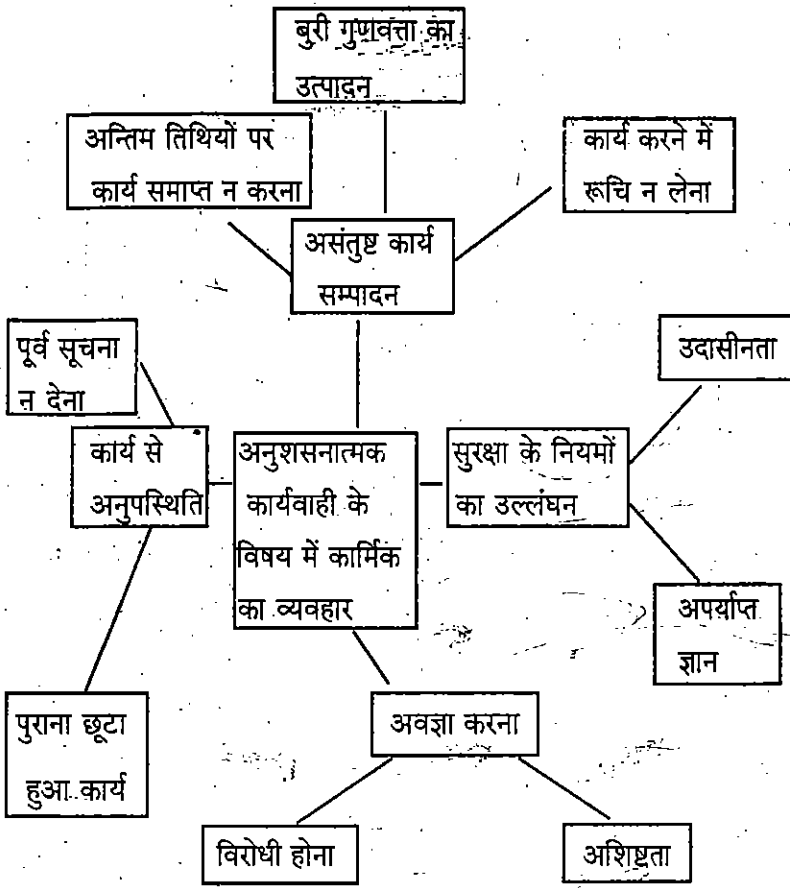 बुरी गुणवत्ता का
उत्पादन
अन्तिम तिथियों पर
कार्य समाप्त न करना
कार्य करने में
रूचि न लेना
असंतुष्ट कार्य
सम्पादन
पूर्व सूचना
न देना
उदासीनता
कार्य से
अनुपस्थिति
अनुशसनात्मक
कार्यवाही के
विषय में कार्मिक
का व्यवहार
सुरक्षा के नियमों
का उल्लंघन
अपर्याप्त
ज्ञान
पुराना छूटा
हुआ कार्य
अवज्ञा करना
विरोधी होना
अशिष्टता